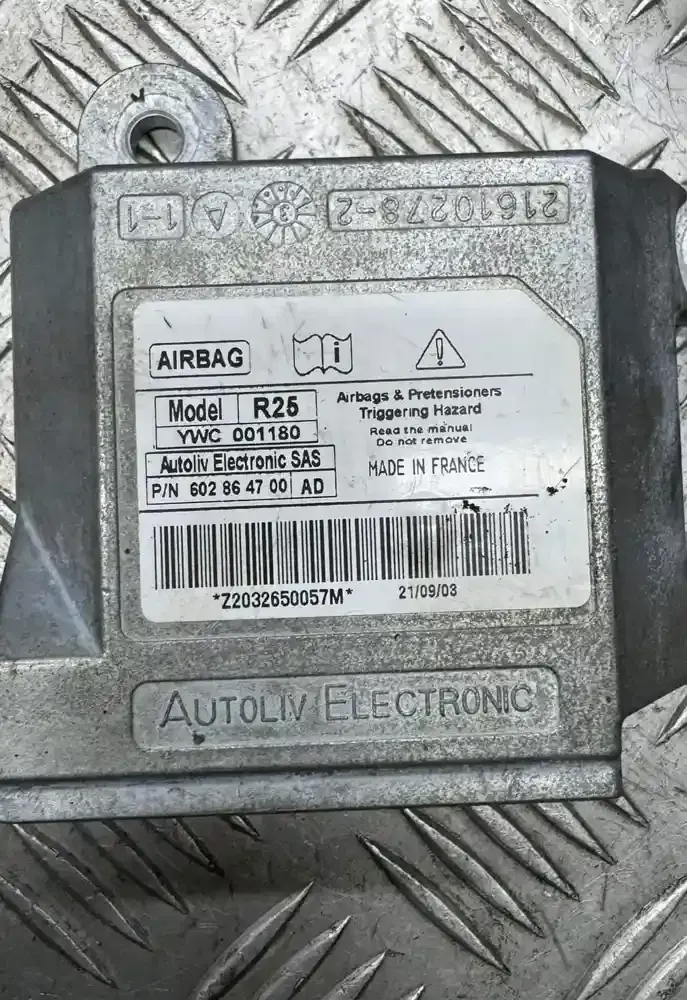 1-1 A 3 21610278-2
AIRBAG i !
Model R25
YWC 001180
Autoliv Electronic SAS
P/N 602 86 47 00 AD
Airbags & Pretensioners
Triggering Hazard
Read the manual
Do not remove
MADE IN FRANCE
*Z2032650057M* 21/09/03
AUTOLIV ELECTRONIC